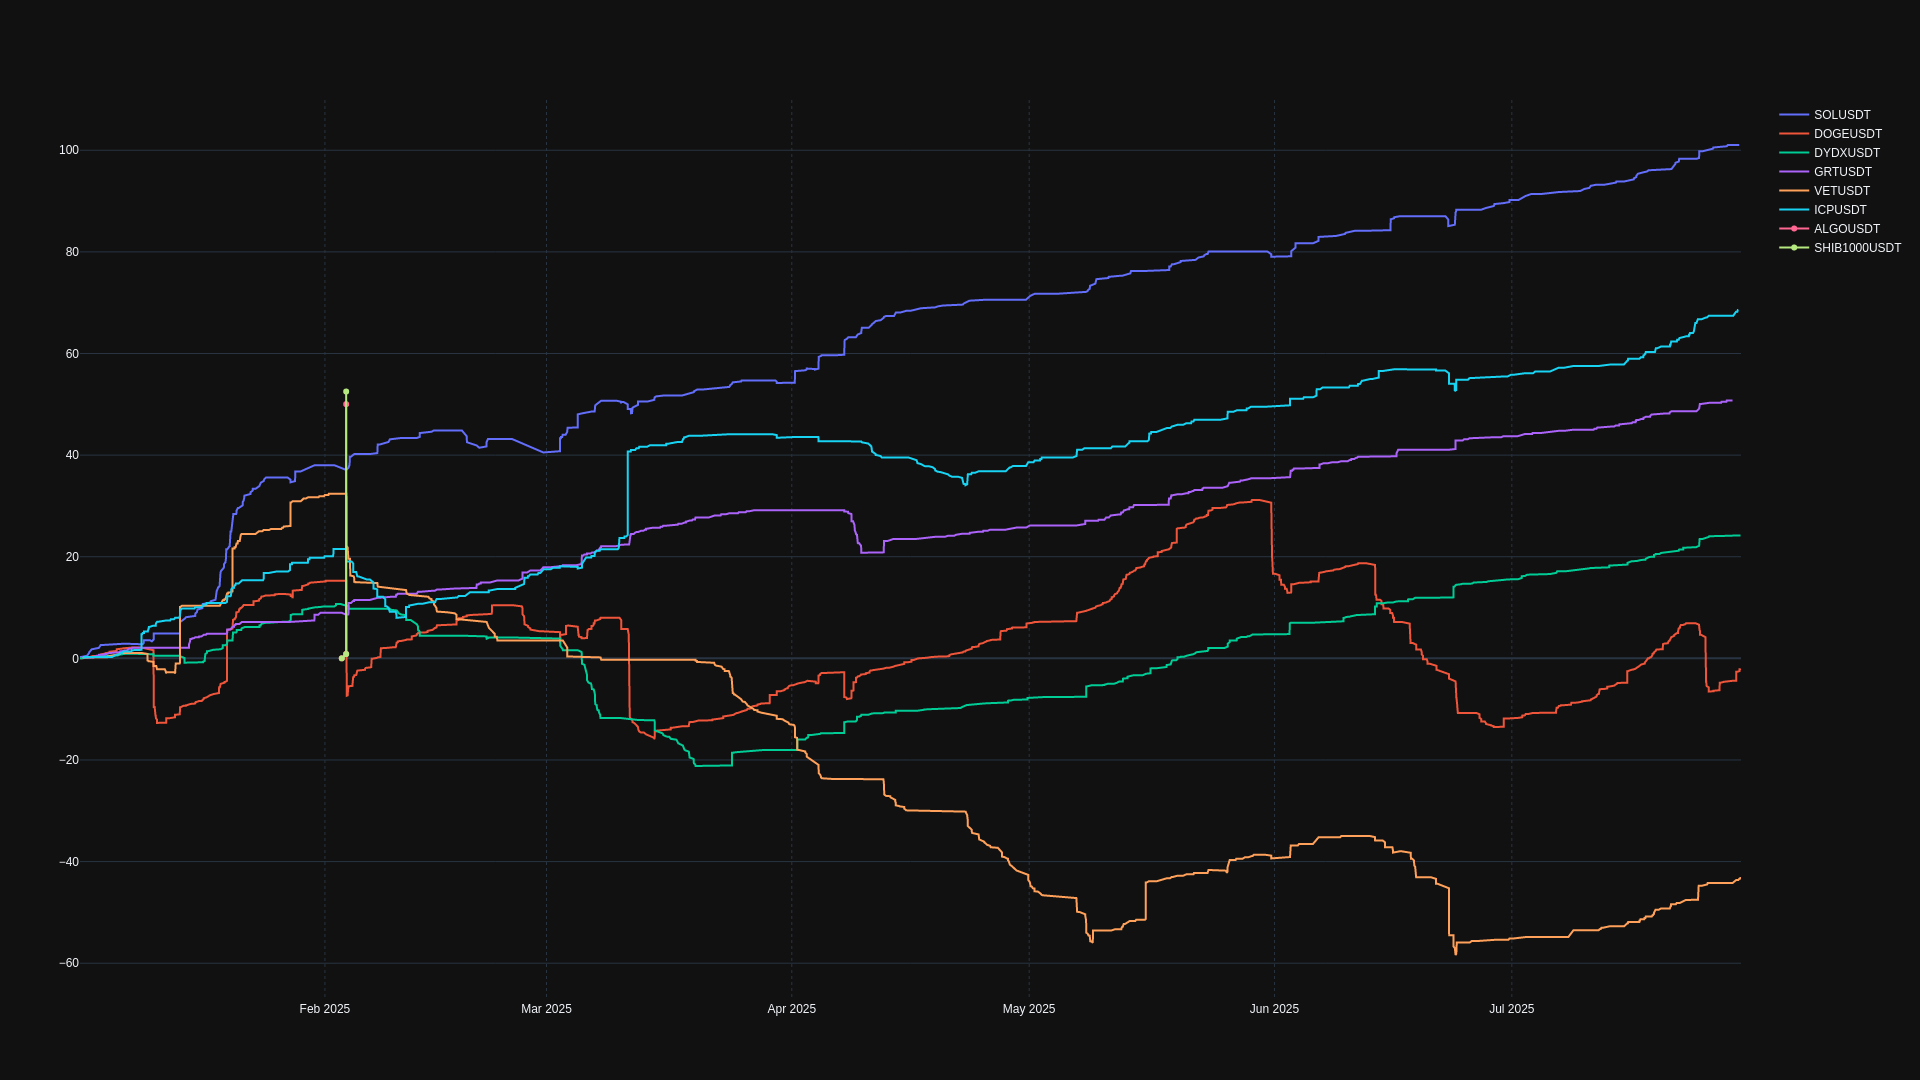 SOLUSDT
DOGEUSDT
DYDXUSDT
GRTUSDT
VETUSDT
ICPUSDT
ALGOUSDT
SHIB1000USDT
100
80
60
40
20
0
−20
−40
−60
Feb 2025 Mar 2025 Apr 2025 May 2025 Jun 2025 Jul 2025